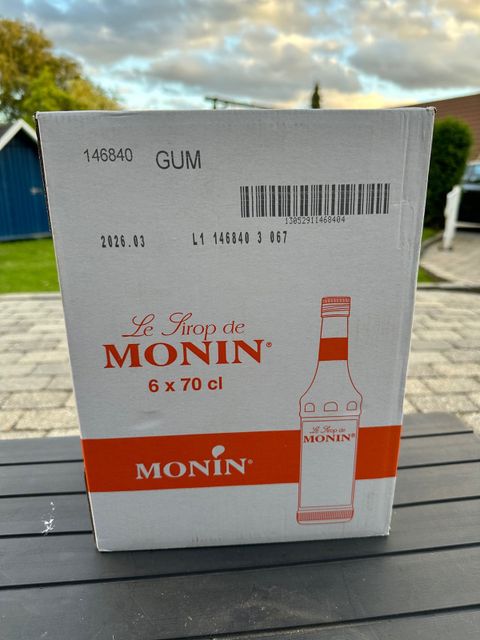 146840 GUM
13052911468404
2026.03 L1 146840 3 067
Le Sirop de
MONIN®
6 x 70 cl
Le Sirop de
MONIN®
MONIN®